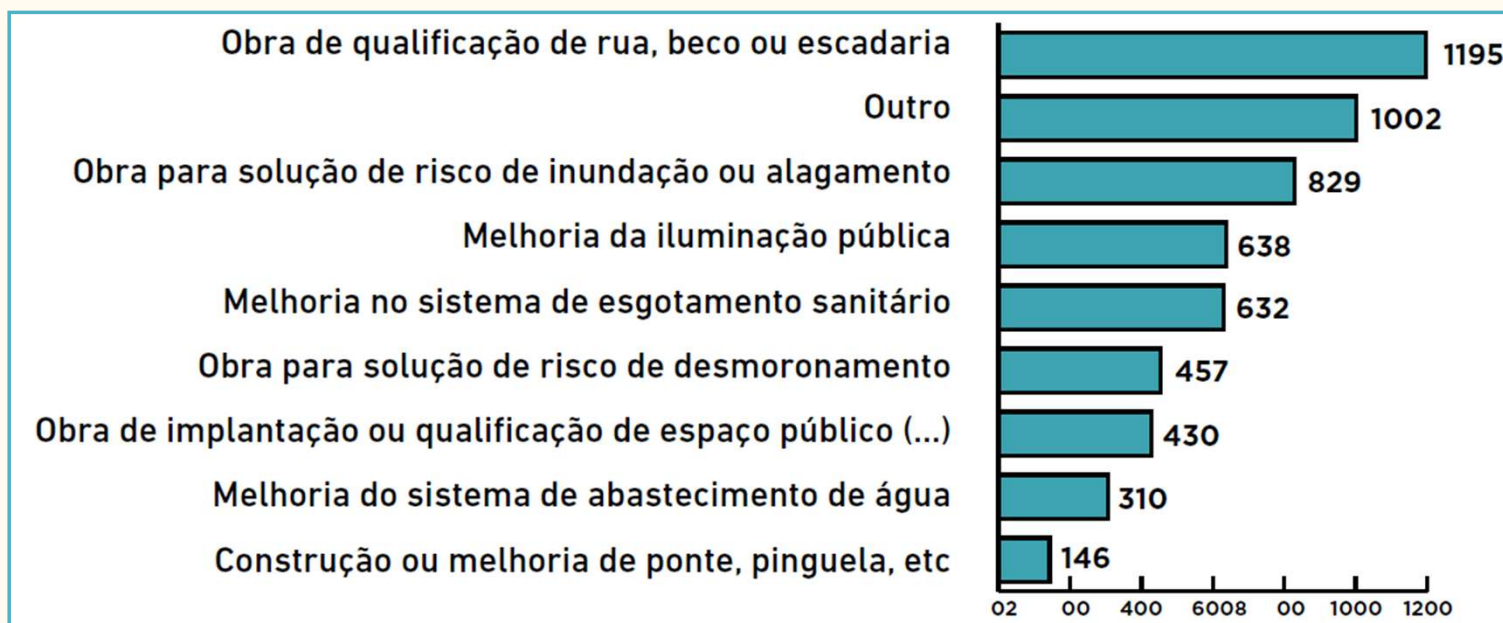 Obra de qualificação de rua, beco ou escadaria 1195
Outro 1002
Obra para solução de risco de inundação ou alagamento 829
Melhoria da iluminação pública 638
Melhoria no sistema de esgotamento sanitário 632
Obra para solução de risco de desmoronamento 457
Obra de implantação ou qualificação de espaço público (...) 430
Melhoria do sistema de abastecimento de água 310
Construção ou melhoria de ponte, pinguela, etc 146
02 00 400 6008 00 1000 1200